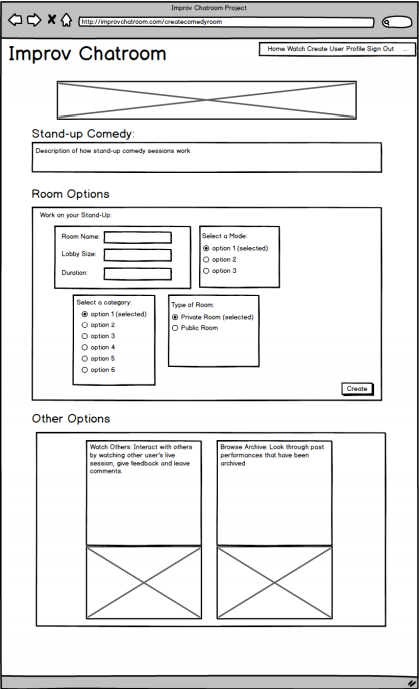 Improv Chatroom Project
http://improvchatroom.com/createcomedyroom
Improv Chatroom
Home Watch Create User Profile Sign Out ...
Stand-up Comedy:
Description of how stand-up comedy sessions work
Room Options
Work on your Stand-Up:
Room Name:
Lobby Size:
Duration:
Select a Mode:
option 1 (selected)
option 2
option 3
Select a category:
option 1 (selected)
option 2
option 3
option 4
option 5
option 6
Type of Room:
Private Room (selected)
Public Room
Create
Other Options
Watch Others: Interact with others
by watching other user's live
session, give feedback and leave
comments.
Browse Archive: Look through past
performances that have been
archived